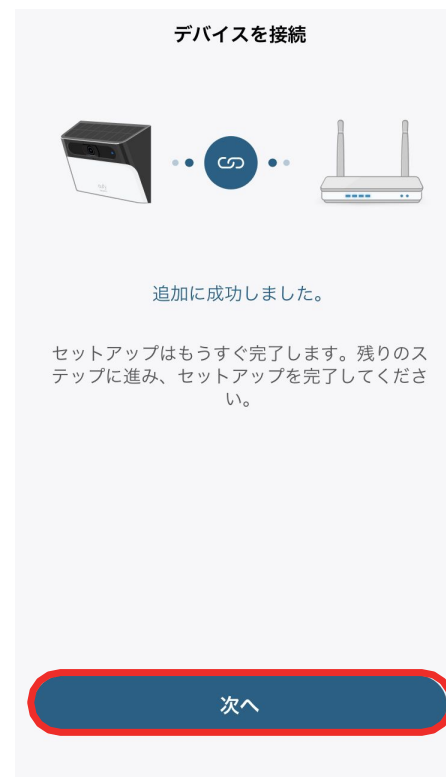 デバイスを接続
追加に成功しました。
セットアップはもうすぐ完了します。残りのス
テップに進み、セットアップを完了してくださ
い。
次へ